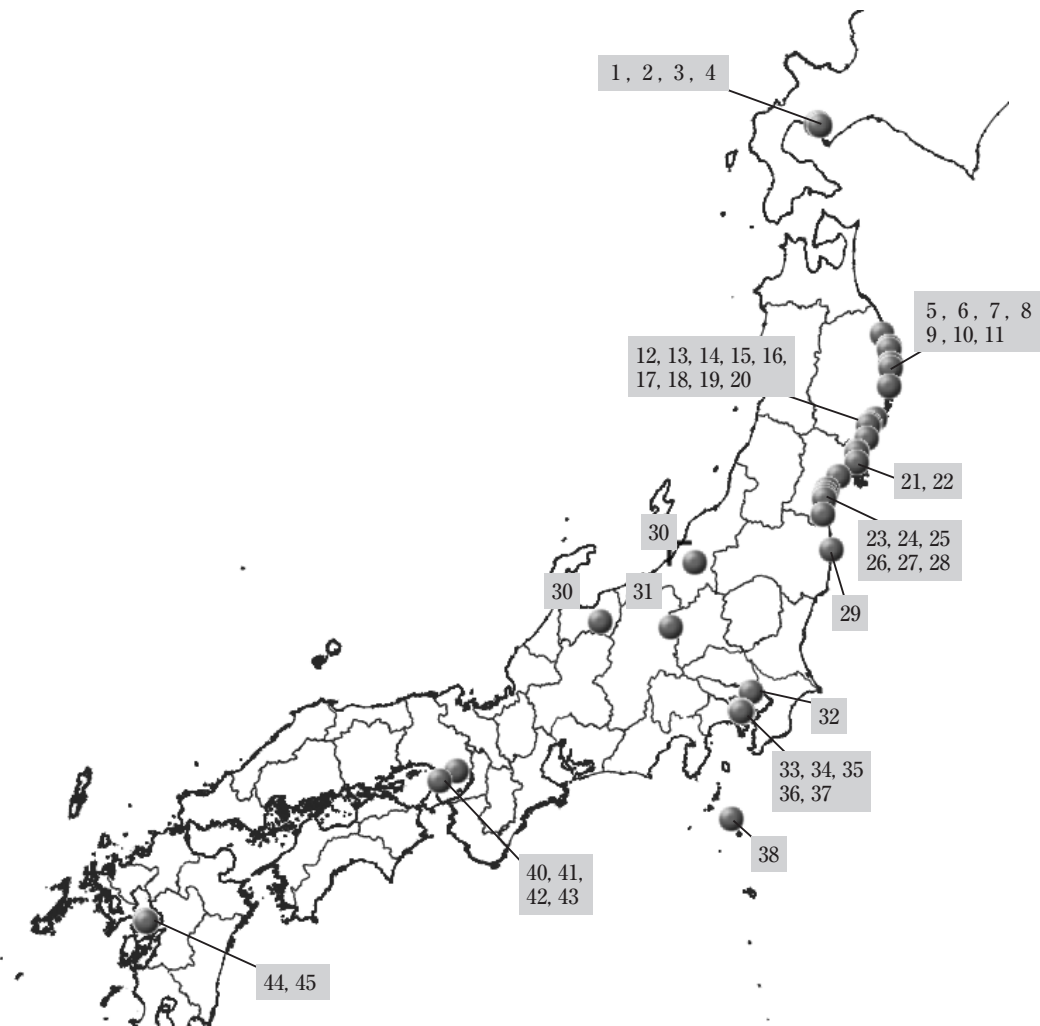 1, 2, 3, 4
5, 6, 7, 8
9, 10, 11
12, 13, 14, 15, 16,
17, 18, 19, 20
21, 22
23, 24, 25
26, 27, 28
29
30
30
31
32
33, 34, 35
36, 37
38
40, 41,
42, 43
44, 45